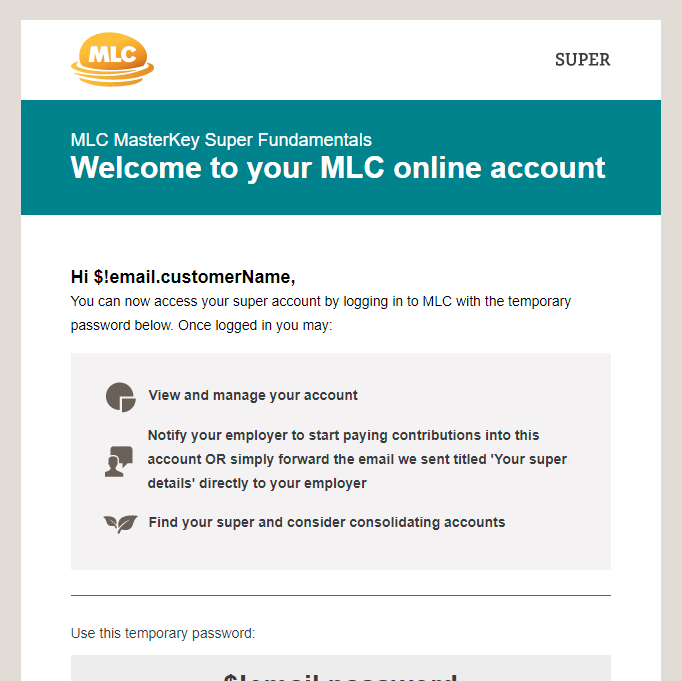 MLC
SUPER
MLC MasterKey Super Fundamentals
Welcome to your MLC online account
Hi $!email.customerName,
You can now access your super account by logging in to MLC with the temporary
password below. Once logged in you may:
View and manage your account
Notify your employer to start paying contributions into this
account OR simply forward the email we sent titled 'Your super
details' directly to your employer
Find your super and consider consolidating accounts
Use this temporary password:
$!email.password